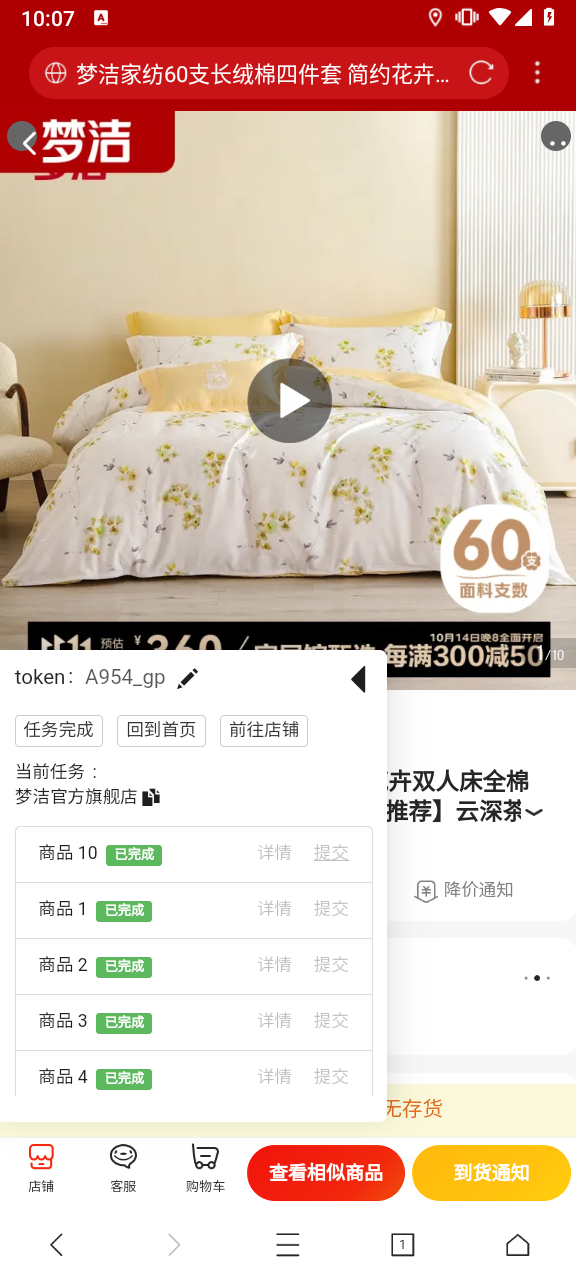 10:07
梦洁家纺60支长绒棉四件套 简约花卉...
梦洁
60支
面料支数
预估
10月14日晚8全面开启
¥360
每满300减50
1/10
token: A954_gp
任务完成 回到首页 前往店铺
当前任务 :
梦洁官方旗舰店
商品 10 已完成 详情 提交
商品 1 已完成 详情 提交
商品 2 已完成 详情 提交
商品 3 已完成 详情 提交
商品 4 已完成 详情 提交
卉双人床全棉
推荐】云深茶
降价通知
无存货
店铺 客服 购物车 查看相似商品 到货通知
1